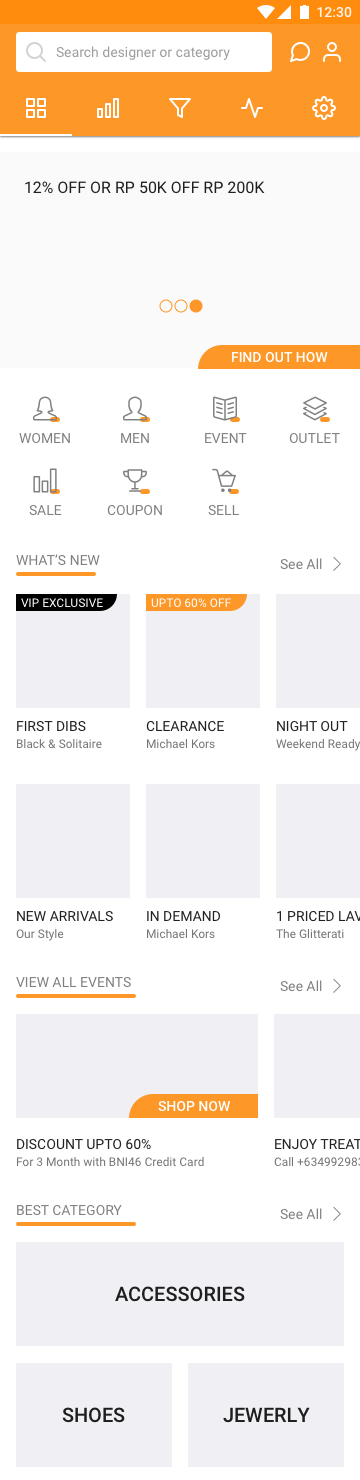 12:30
Search designer or category
12% OFF OR RP 50K OFF RP 200K
FIND OUT HOW
WOMEN MEN EVENT OUTLET
SALE COUPON SELL
WHAT'S NEW See All
VIP EXCLUSIVE UPTO 60% OFF
FIRST DIBS CLEARANCE NIGHT OUT
Black & Solitaire Michael Kors Weekend Ready
NEW ARRIVALS IN DEMAND 1 PRICED LAV
Our Style Michael Kors The Glitterati
VIEW ALL EVENTS See All
SHOP NOW
DISCOUNT UPTO 60% ENJOY TREAT
For 3 Month with BNI46 Credit Card Call +63499298
BEST CATEGORY See All
ACCESSORIES
SHOES JEWERLY